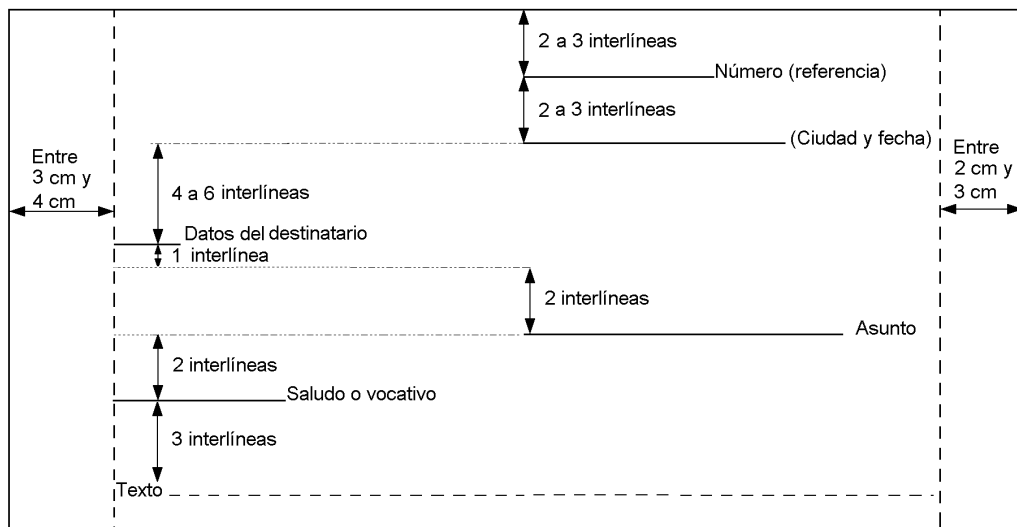 2 a 3 interlíneas
Número (referencia)
2 a 3 interlíneas
(Ciudad y fecha)
Entre
3 cm y
4 cm
Entre
2 cm y
3 cm
4 a 6 interlíneas
Datos del destinatario
1 interlínea
2 interlíneas
Asunto
2 interlíneas
Saludo o vocativo
3 interlíneas
Texto